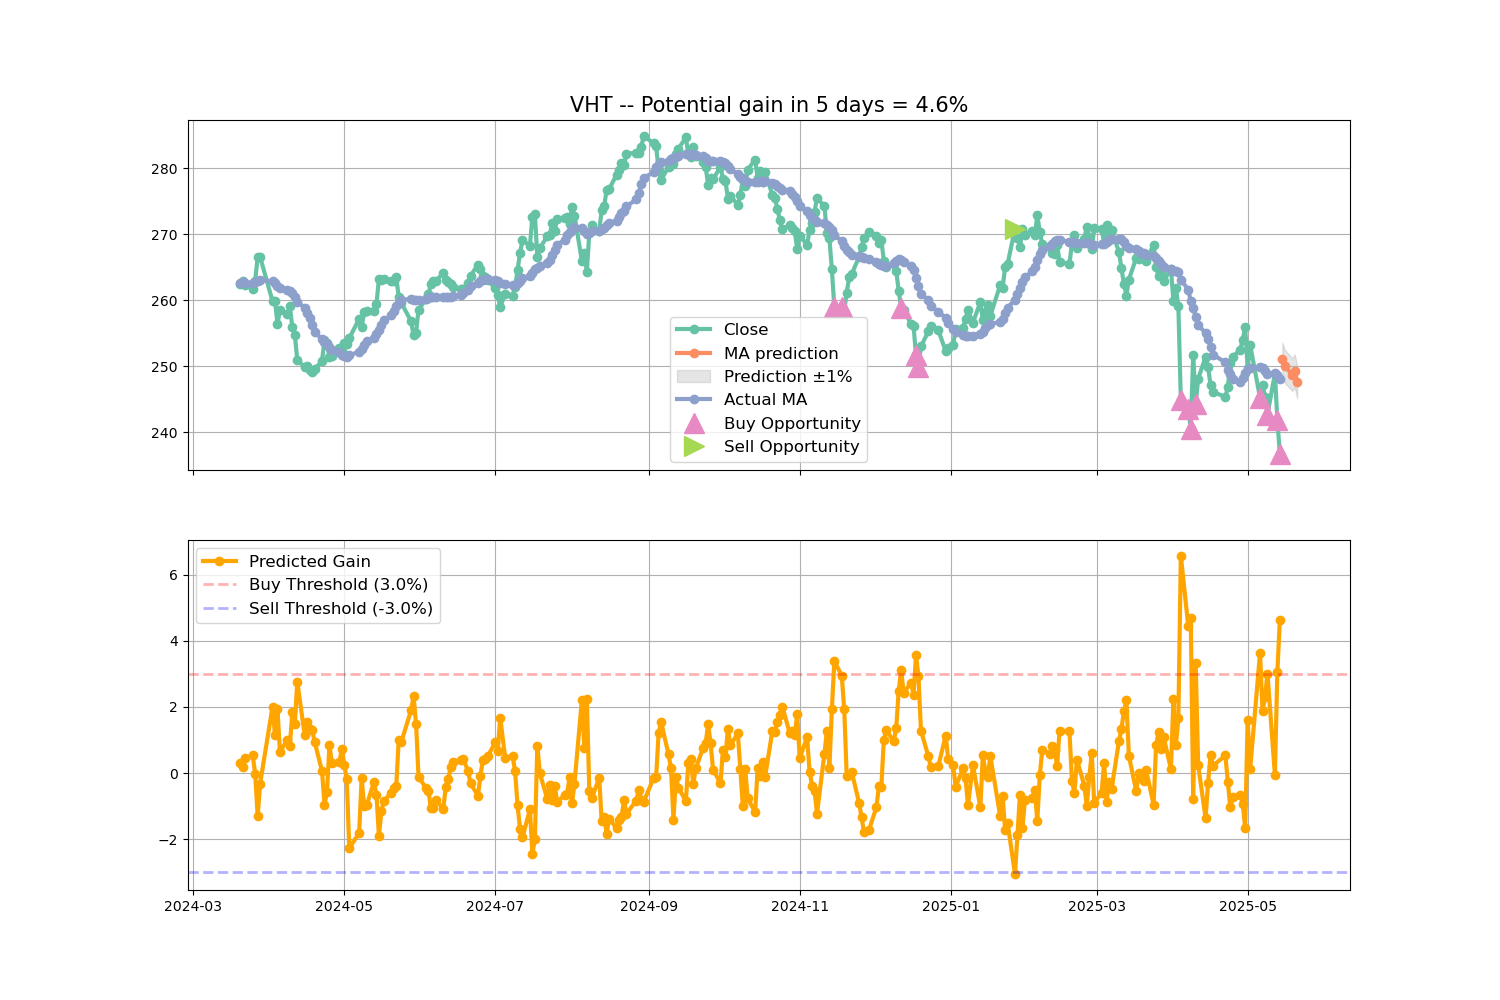 VHT -- Potential gain in 5 days = 4.6%
280
270
260
250
240
Close
MA prediction
Prediction ±1%
Actual MA
Buy Opportunity
Sell Opportunity
6
4
2
0
−2
Predicted Gain
Buy Threshold (3.0%)
Sell Threshold (-3.0%)
2024-03 2024-05 2024-07 2024-09 2024-11 2025-01 2025-03 2025-05